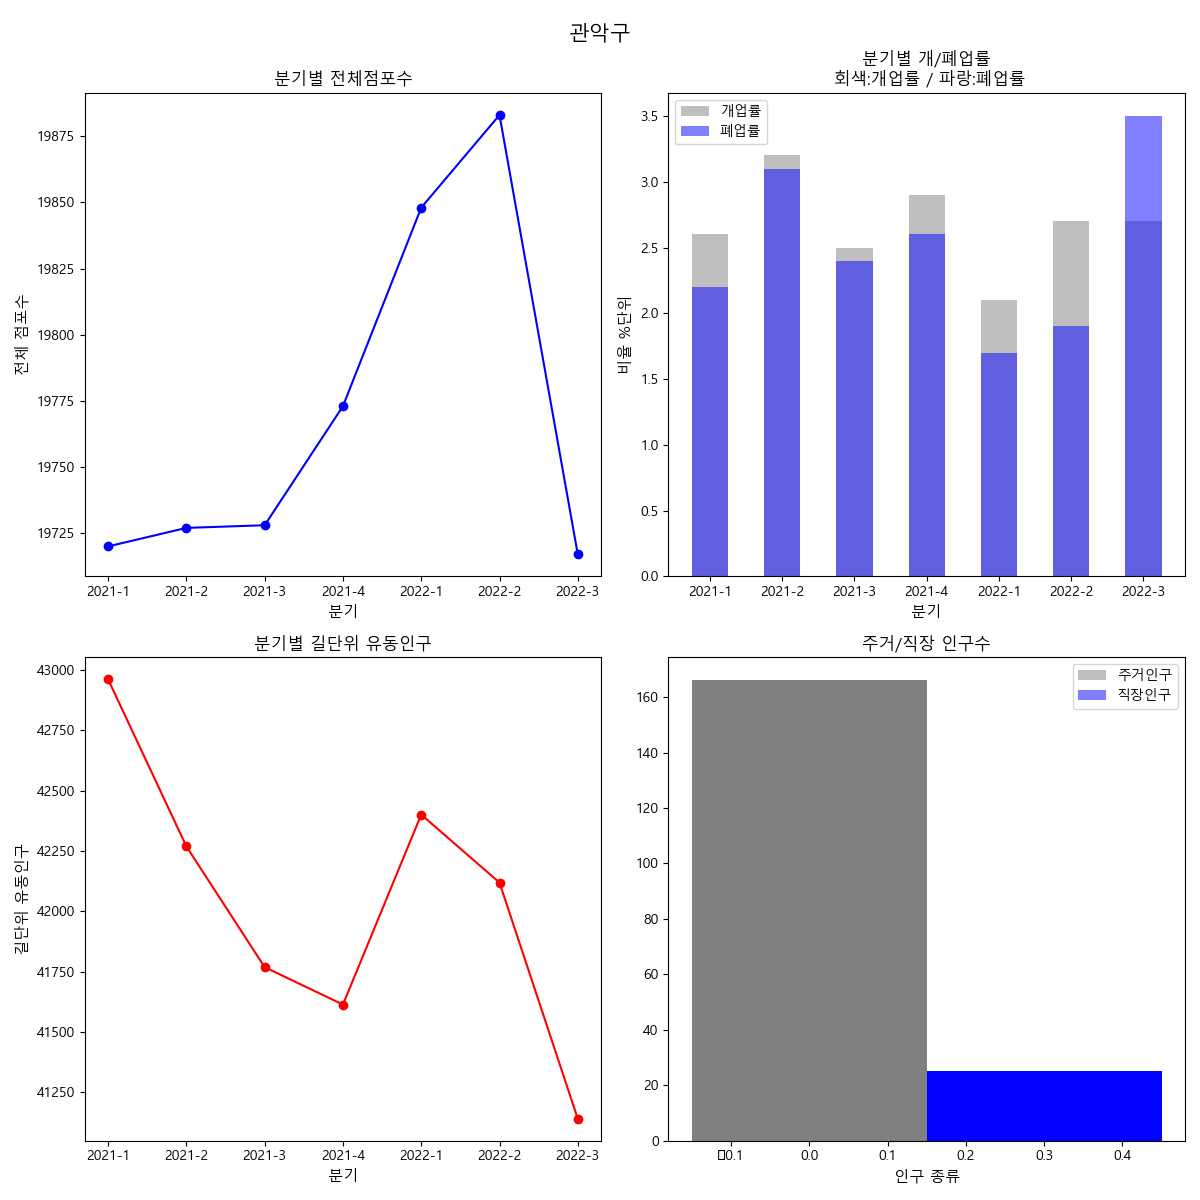 관악구
분기별 전체점포수
전체 점포수
19875
19850
19825
19800
19775
19750
19725
2021-1 2021-2 2021-3 2021-4 2022-1 2022-2 2022-3
분기
분기별 개/폐업률
회색:개업률 / 파랑:폐업률
개업률
폐업률
비율 %단위
3.5
3.0
2.5
2.0
1.5
1.0
0.5
0.0
2021-1 2021-2 2021-3 2021-4 2022-1 2022-2 2022-3
분기
분기별 길단위 유동인구
길단위 유동인구
43000
42750
42500
42250
42000
41750
41500
41250
2021-1 2021-2 2021-3 2021-4 2022-1 2022-2 2022-3
분기
주거/직장 인구수
주거인구
직장인구
160
140
120
100
80
60
40
20
0
▯0.1 0.0 0.1 0.2 0.3 0.4
인구 종류